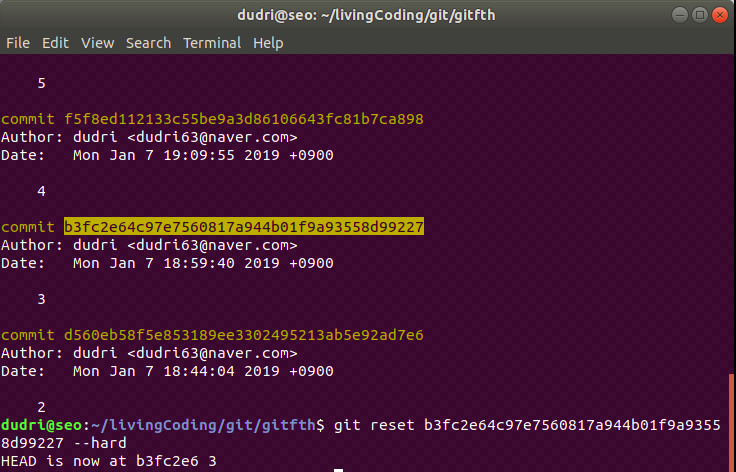 dudri@seo: ~/livingCoding/git/gitfth
File Edit View Search Terminal Help
5
commit f5f8ed112133c55be9a3d86106643fc81b7ca898
Author: dudri <dudri63@naver.com>
Date:   Mon Jan 7 19:09:55 2019 +0900
4
commit b3fc2e64c97e7560817a944b01f9a93558d99227
Author: dudri <dudri63@naver.com>
Date:   Mon Jan 7 18:59:40 2019 +0900
3
commit d560eb58f5e853189ee3302495213ab5e92ad7e6
Author: dudri <dudri63@naver.com>
Date:   Mon Jan 7 18:44:04 2019 +0900
2
dudri@seo:~/livingCoding/git/gitfth$ git reset b3fc2e64c97e7560817a944b01f9a9355
8d99227 --hard
HEAD is now at b3fc2e6 3